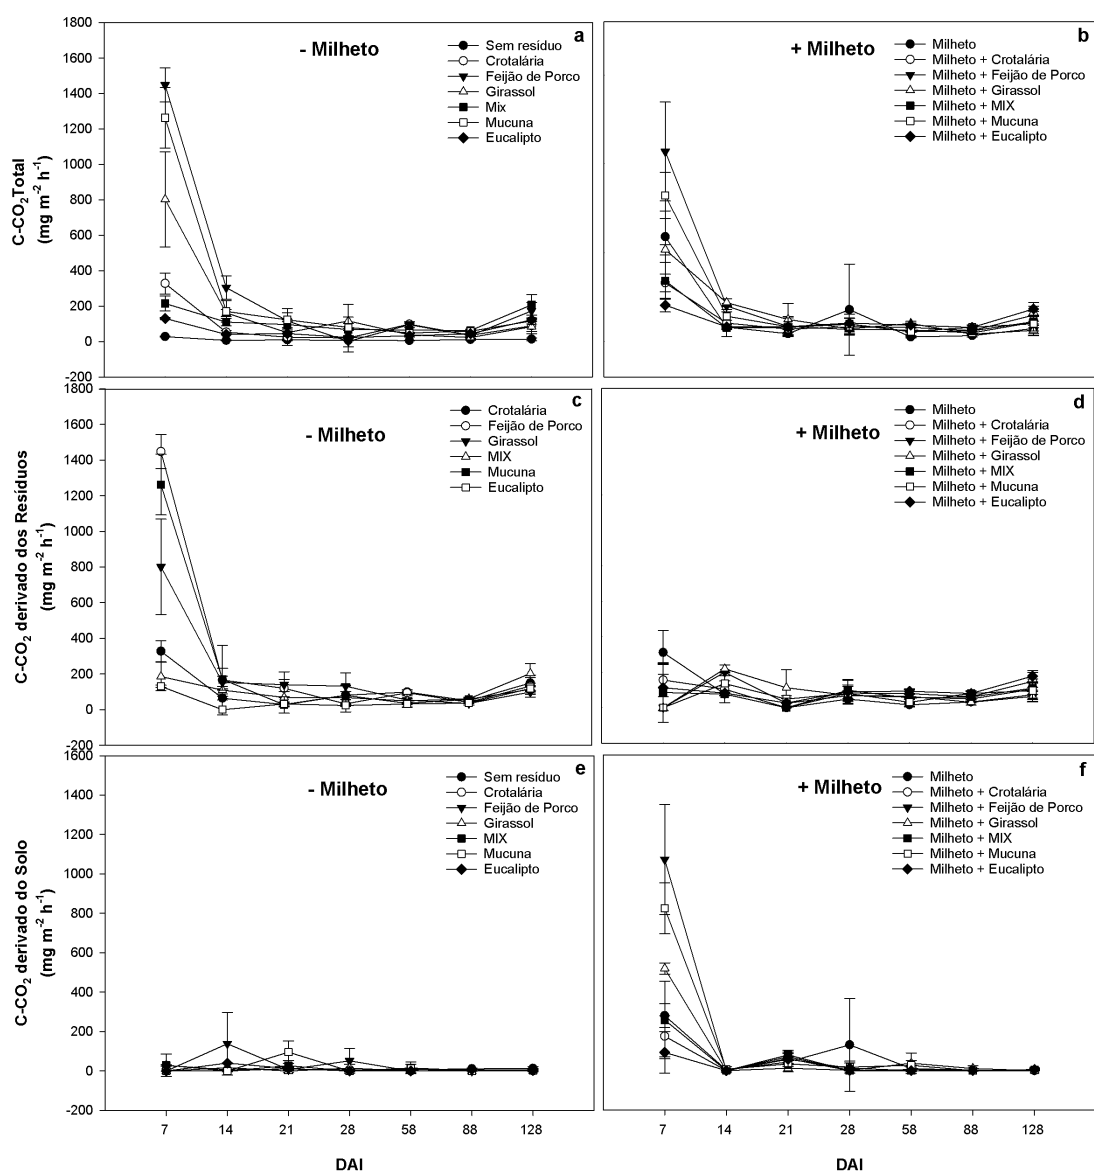 1800
1600
1400
1200
1000
800
600
400
200
0
-200
C-CO2Total
(mg m-2 h-1)
- Milheto
a
Sem resíduo
Crotalária
Feijão de Porco
Girassol
Mix
Mucuna
Eucalipto
+ Milheto
b
Milheto
Milheto + Crotalária
Milheto + Feijão de Porco
Milheto + Girassol
Milheto + MIX
Milheto + Mucuna
Milheto + Eucalipto
1800
1600
1400
1200
1000
800
600
400
200
0
-200
C-CO2 derivado dos Resíduos
(mg m-2 h-1)
- Milheto
c
Crotalária
Feijão de Porco
Girassol
MIX
Mucuna
Eucalipto
+ Milheto
d
Milheto
Milheto + Crotalária
Milheto + Feijão de Porco
Milheto + Girassol
Milheto + MIX
Milheto + Mucuna
Milheto + Eucalipto
1600
1400
1200
1000
800
600
400
200
0
-200
C-CO2 derivado do Solo
(mg m-2 h-1)
- Milheto
e
Sem resíduo
Crotalária
Feijão de Porco
Girassol
MIX
Mucuna
Eucalipto
+ Milheto
f
Milheto
Milheto + Crotalária
Milheto + Feijão de Porco
Milheto + Girassol
Milheto + MIX
Milheto + Mucuna
Milheto + Eucalipto
7 14 21 28 58 88 128
7 14 21 28 58 88 128
DAI
DAI